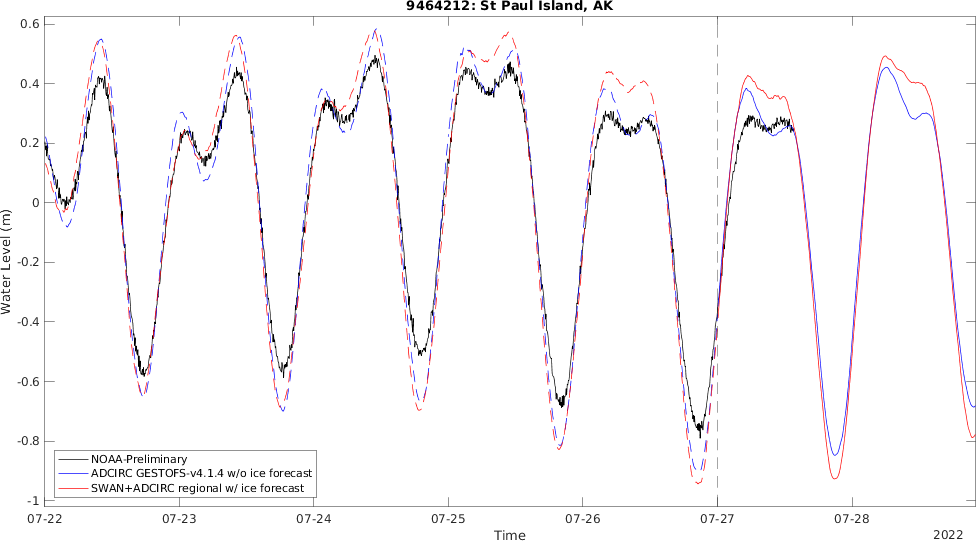 9464212: St Paul Island, AK
0.6
0.4
0.2
0
-0.2
-0.4
-0.6
-0.8
-1
Water Level (m)
NOAA-Preliminary
ADCIRC GESTOFS-v4.1.4 w/o ice forecast
SWAN+ADCIRC regional w/ ice forecast
07-22 07-23 07-24 07-25 07-26 07-27 07-28
Time
2022